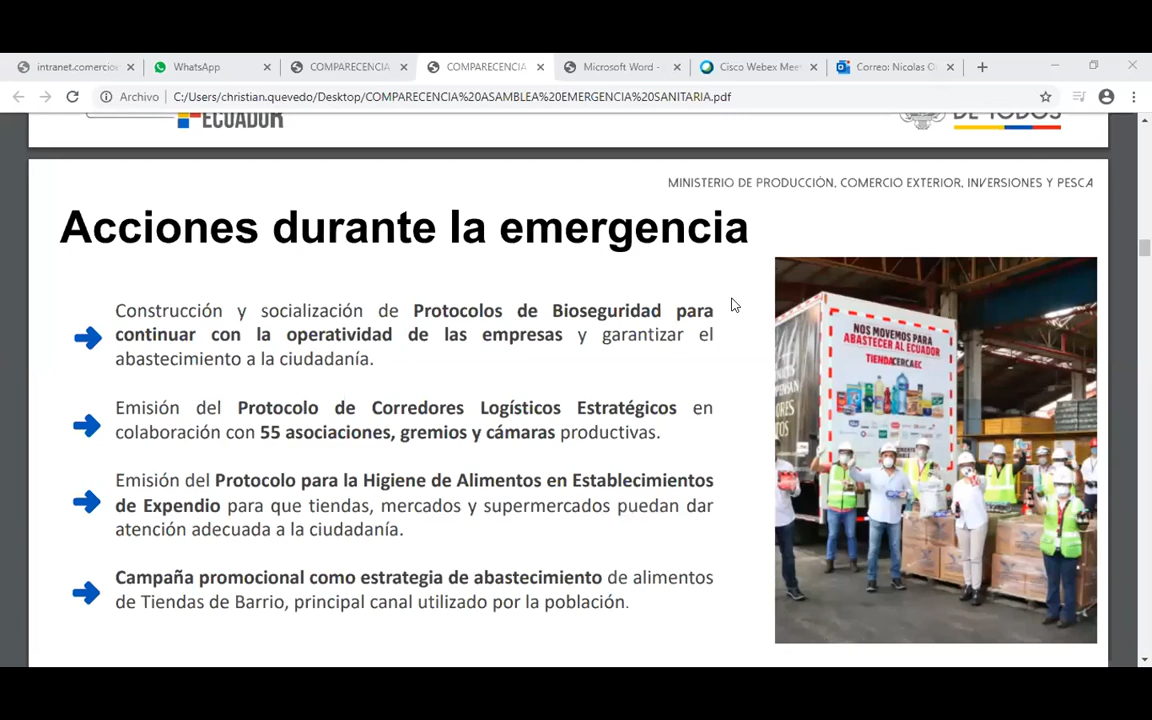 intranet.comercio
WhatsApp
COMPARECENCIA
COMPARECENCIA
Microsoft Word -
Cisco Webex Mee
Correo: Nicolas O
Archivo
C:/Users/christian.quevedo/Desktop/COMPARECENCIA%20ASAMBLEA%20EMERGENCIA%20SANITARIA.pdf
ECUADOR
DE TODOS
MINISTERIO DE PRODUCCIÓN, COMERCIO EXTERIOR, INVERSIONES Y PESCA
Acciones durante la emergencia
Construcción y socialización de Protocolos de Bioseguridad para
continuar con la operatividad de las empresas y garantizar el
abastecimiento a la ciudadanía.
Emisión del Protocolo de Corredores Logísticos Estratégicos en
colaboración con 55 asociaciones, gremios y cámaras productivas.
Emisión del Protocolo para la Higiene de Alimentos en Establecimientos
de Expendio para que tiendas, mercados y supermercados puedan dar
atención adecuada a la ciudadanía.
Campaña promocional como estrategia de abastecimiento de alimentos
de Tiendas de Barrio, principal canal utilizado por la población.
NOS MOVEMOS PARA
ABASTECER AL ECUADOR
TIENDACERCAEC